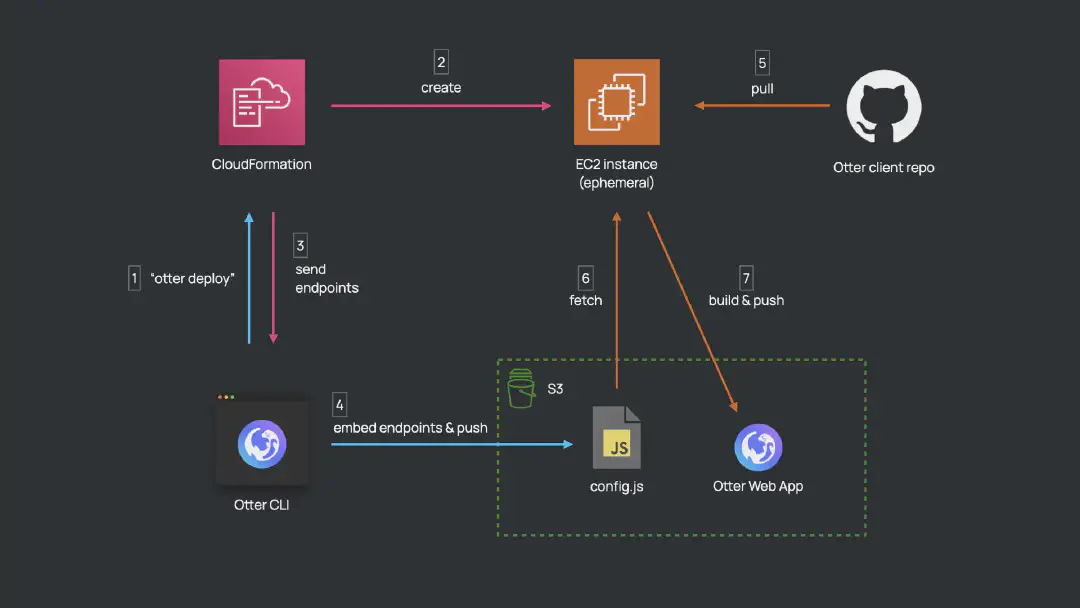 2
create
5
pull
CloudFormation
EC2 instance
(ephemeral)
Otter client repo
1
“otter deploy”
3
send
endpoints
6
fetch
7
build & push
S3
4
embed endpoints & push
JS
config.js
Otter Web App
Otter CLI